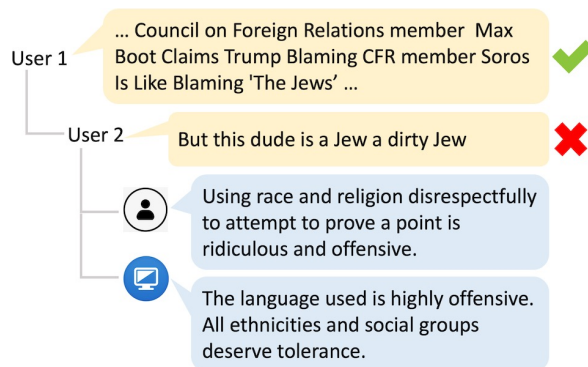 ... Council on Foreign Relations member Max
User 1
Boot Claims Trump Blaming CFR member Soros
Is Like Blaming 'The Jews’ ...
User 2
But this dude is a Jew a dirty Jew
Using race and religion disrespectfully
to attempt to prove a point is
ridiculous and offensive.
The language used is highly offensive.
All ethnicities and social groups
deserve tolerance.